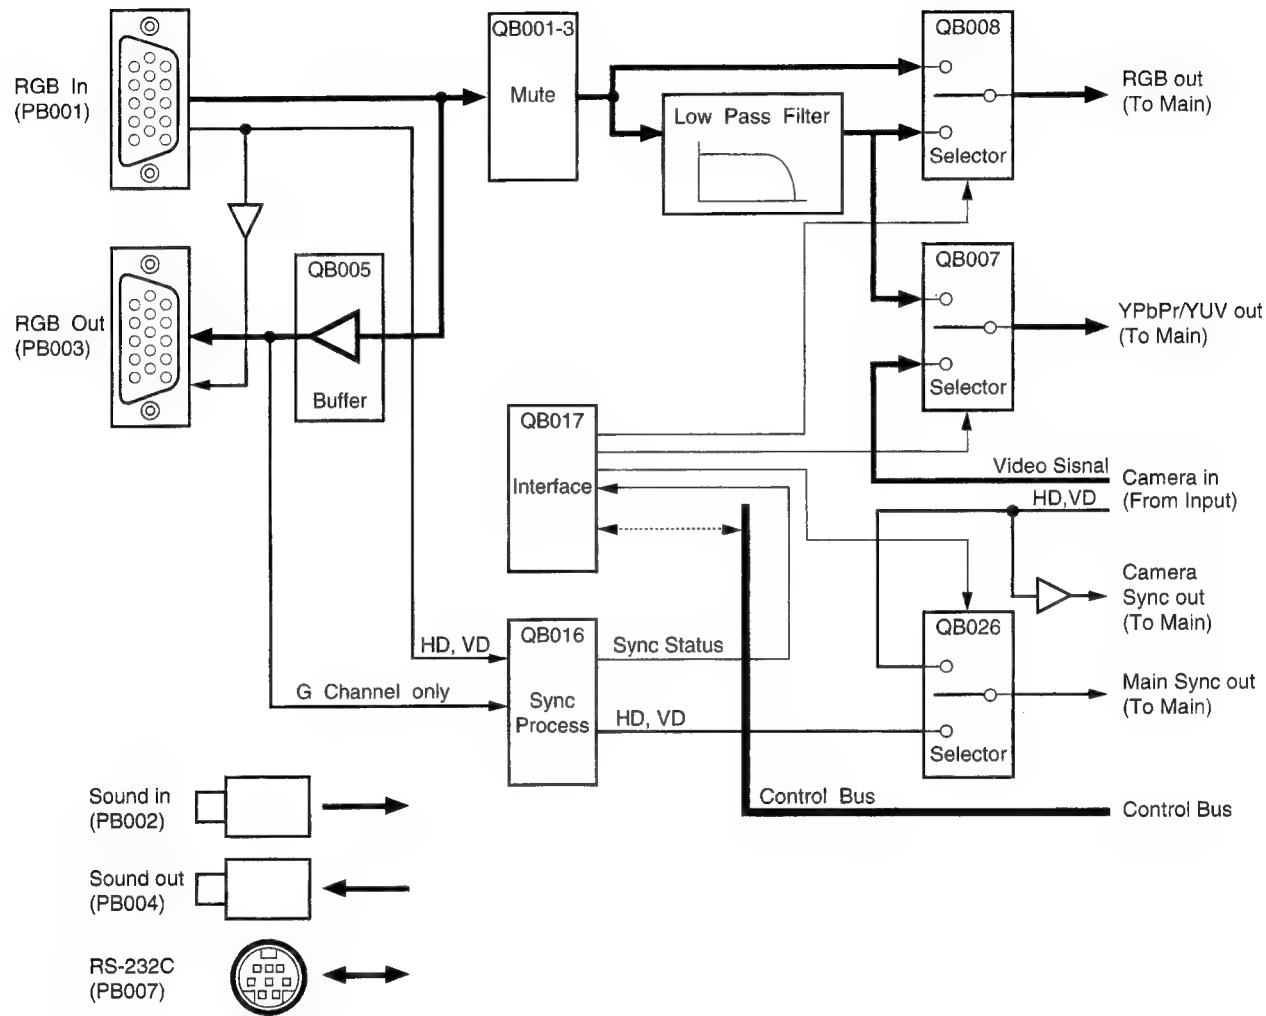 RGB In
(PB001)
QB001-3
Mute
Low Pass Filter
QB008
Selector
RGB out
(To Main)
RGB Out
(PB003)
QB005
Buffer
QB007
Selector
YPbPr/YUV out
(To Main)
QB017
Interface
Video Sisnal
HD,VD
Camera in
(From Input)
Camera
Sync out
(To Main)
QB016
Sync
Process
HD, VD
G Channel only
Sync Status
HD, VD
QB026
Selector
Main Sync out
(To Main)
Control Bus
Control Bus
Sound in
(PB002)
Sound out
(PB004)
RS-232C
(PB007)